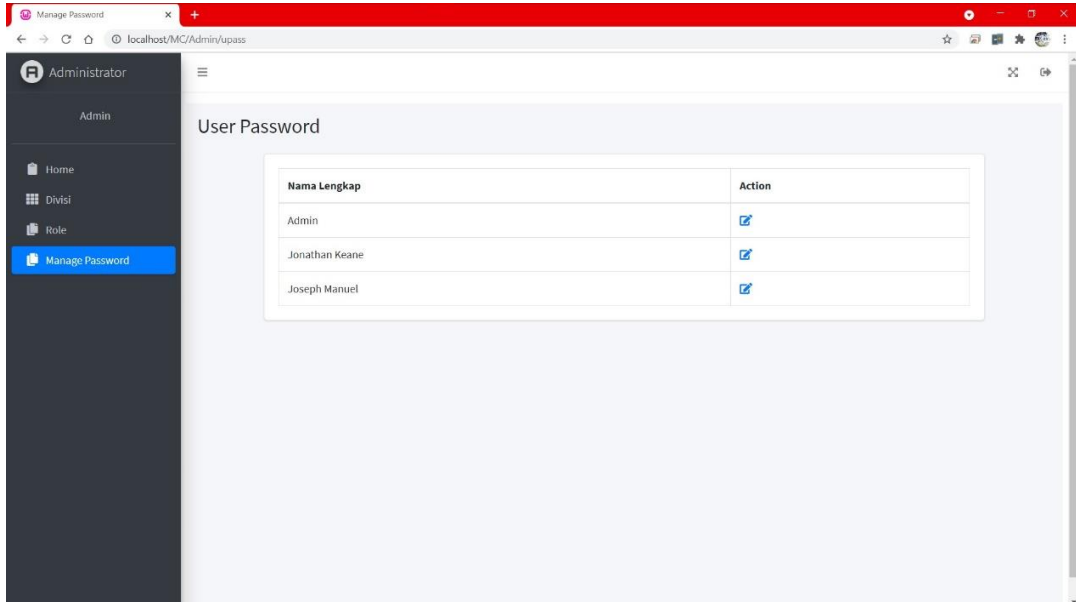 Manage Password
localhost/MC/Admin/upass
Administrator
Admin
User Password
Home
Divisi
Role
Manage Password
Nama Lengkap Action
Admin
Jonathan Keane
Joseph Manuel